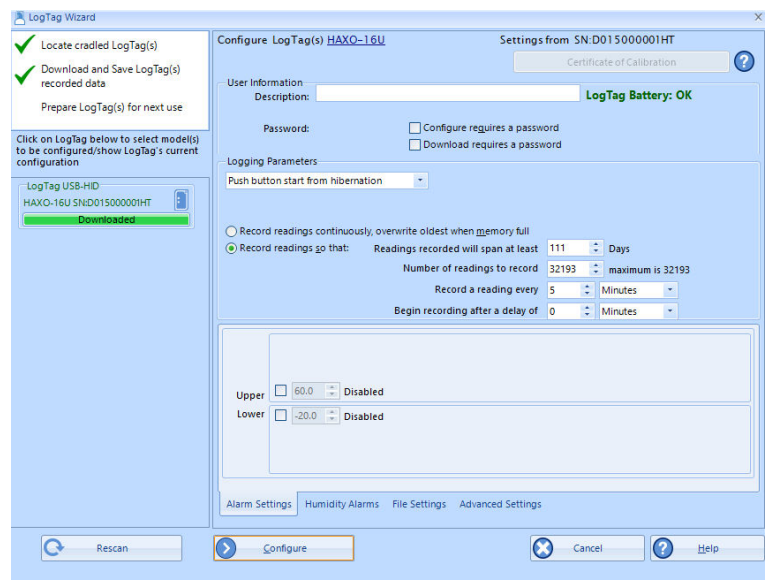 LogTag Wizard
Locate cradled LogTag(s)
Download and Save LogTag(s)
recorded data
Prepare LogTag(s) for next use
Click on LogTag below to select model(s)
to be configured/show LogTag's current
configuration
LogTag USB-HID
HAXO-16U SN:D015000001HT
Downloaded
Configure LogTag(s) HAXO-16U
Settings from SN:D015000001HT
Certificate of Calibration
User Information
Description:
LogTag Battery: OK
Password:
Configure requires a password
Download requires a password
Logging Parameters
Push button start from hibernation
Record readings continuously, overwrite oldest when memory full
Record readings so that: Readings recorded will span at least 111 Days
Number of readings to record 32193 maximum is 32193
Record a reading every 5 Minutes
Begin recording after a delay of 0 Minutes
Upper 60.0 Disabled
Lower -20.0 Disabled
Alarm Settings Humidity Alarms File Settings Advanced Settings
Rescan Configure Cancel Help